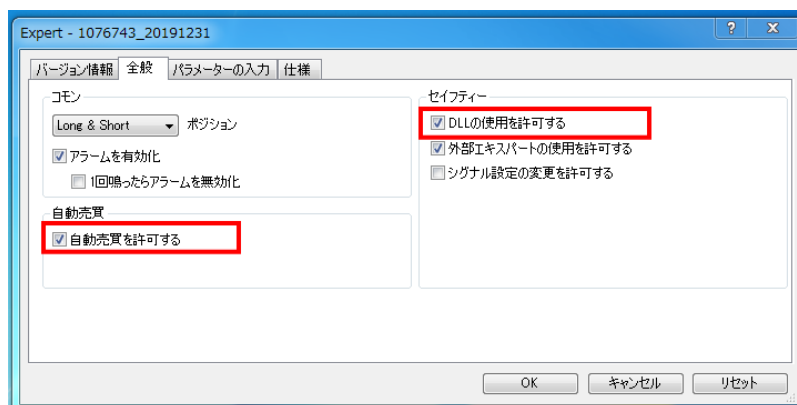 Expert - 1076743_20191231
バージョン情報 全般 パラメーターの入力 仕様
コモン
Long & Short ポジション
アラームを有効化
1回鳴ったらアラームを無効化
自動売買
自動売買を許可する
セイフティー
DLLの使用を許可する
外部エキスパートの使用を許可する
シグナル設定の変更を許可する
OK キャンセル リセット